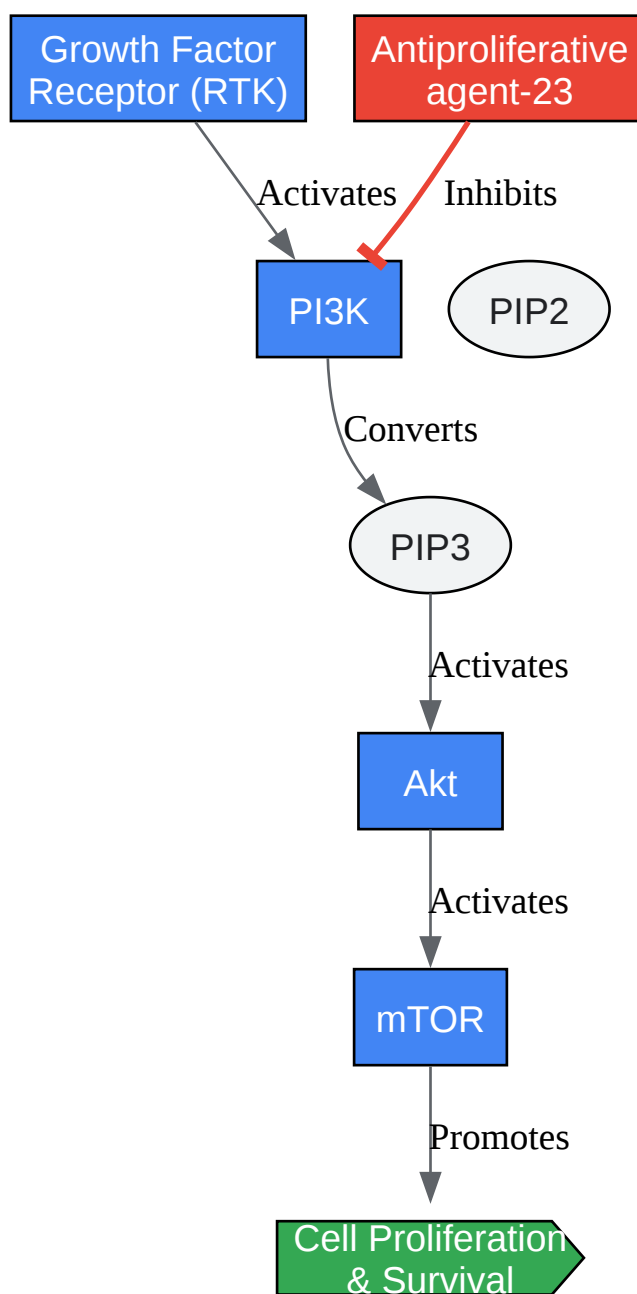 Growth Factor
Receptor (RTK)
Antiproliferative
agent-23
Activates
Inhibits
PI3K
PIP2
Converts
PIP3
Activates
Akt
Activates
mTOR
Promotes
Cell Proliferation
& Survival